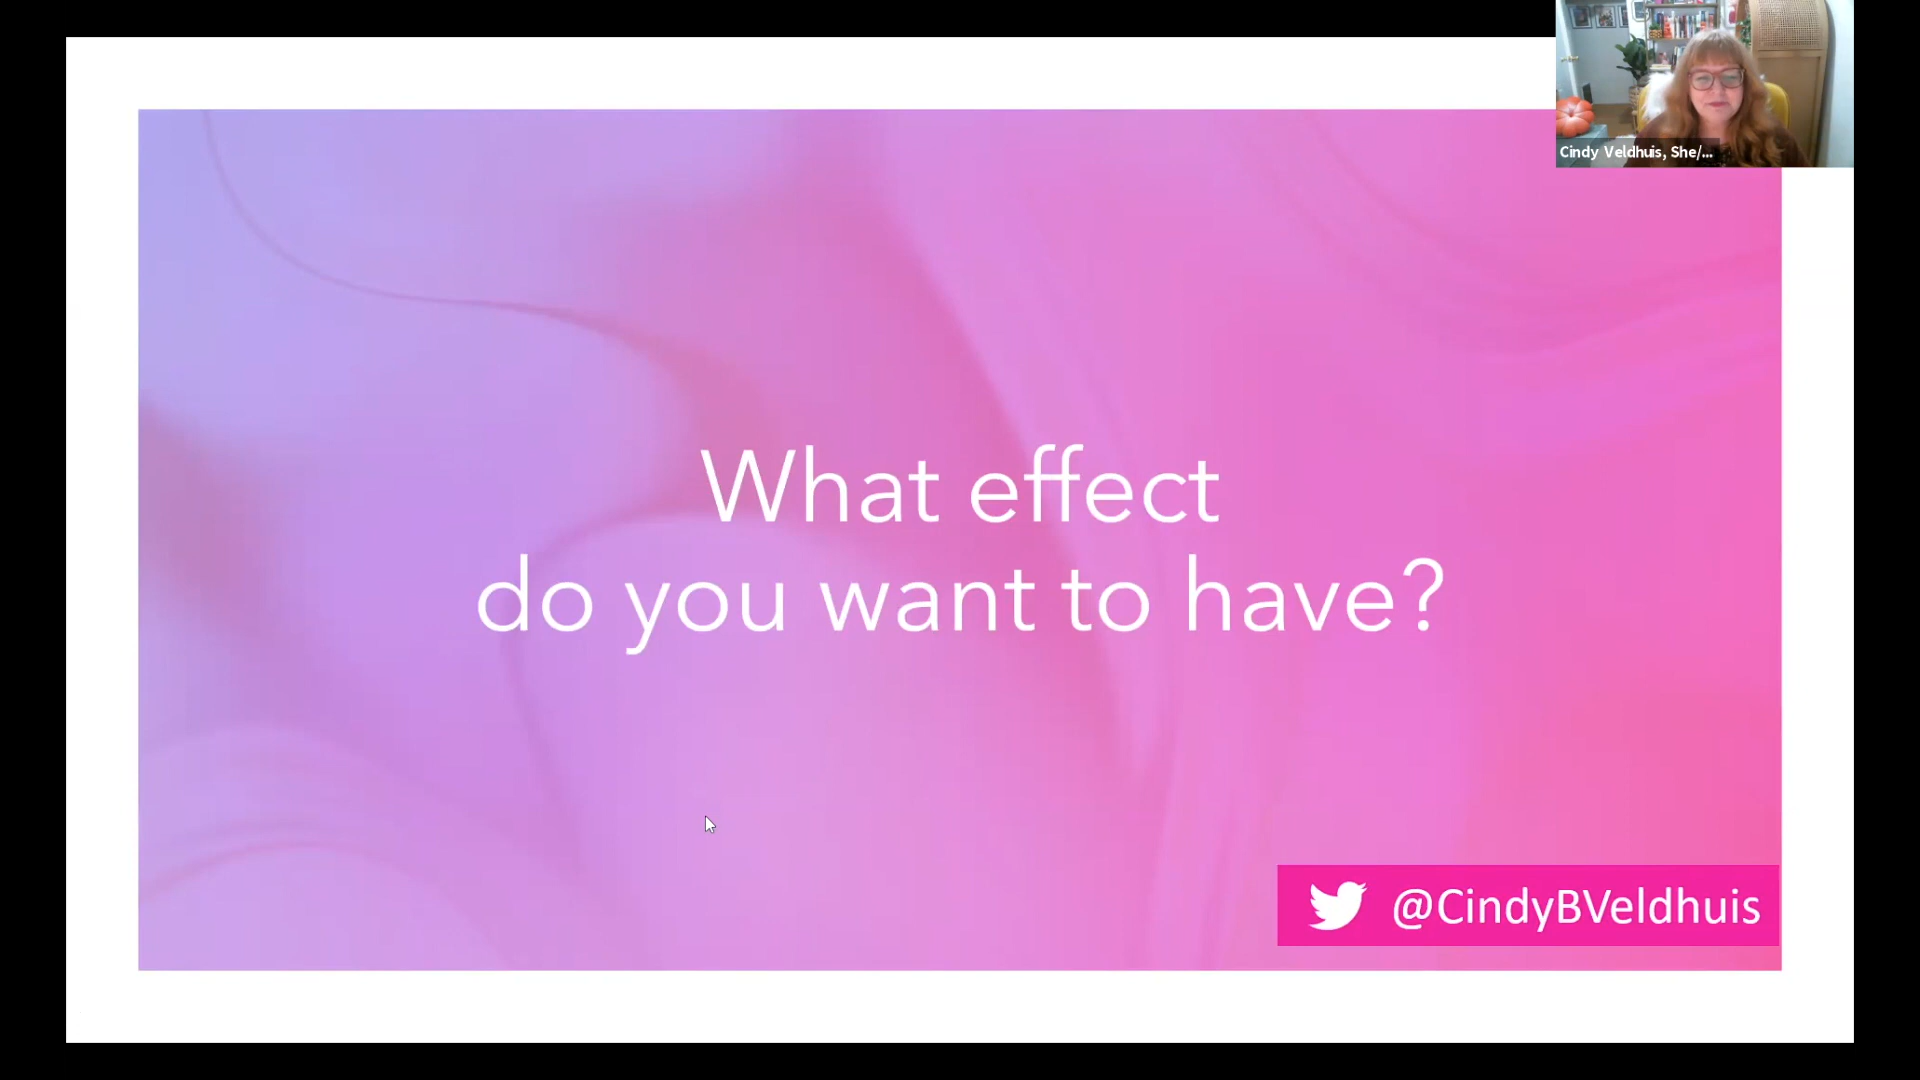 Cindy Veldhuis, She/...
What effect
do you want to have?
@CindyBVeldhuis